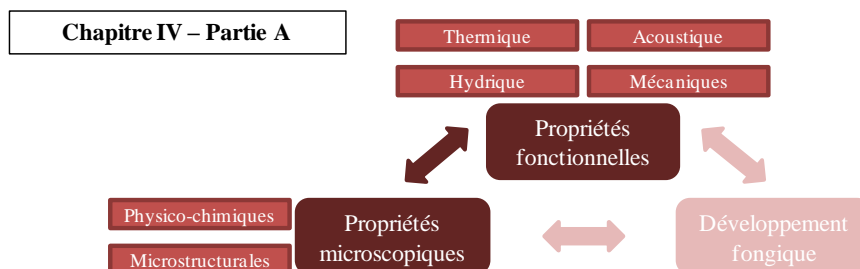 Chapitre IV – Partie A
Thermique
Acoustique
Hydrique
Mécaniques
Propriétés
fonctionnelles
Physico-chimiques
Microstructurales
Propriétés
microscopiques
Développement
fongique